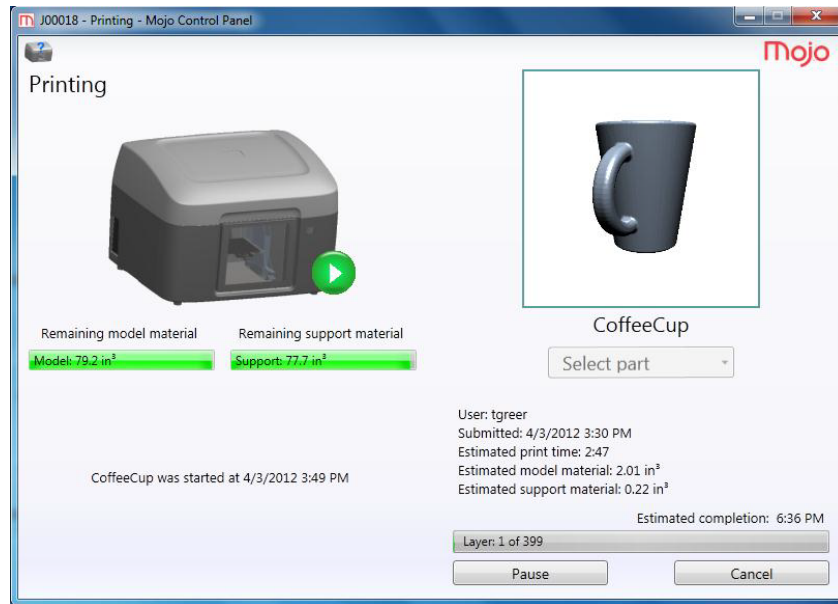 J00018 - Printing - Mojo Control Panel
mojo
Printing
Remaining model material
Remaining support material
Model: 79.2 in³
Support: 77.7 in³
CoffeeCup was started at 4/3/2012 3:49 PM
CoffeeCup
Select part
User: tgreer
Submitted: 4/3/2012 3:30 PM
Estimated print time: 2:47
Estimated model material: 2.01 in³
Estimated support material: 0.22 in³
Estimated completion: 6:36 PM
Layer: 1 of 399
Pause
Cancel